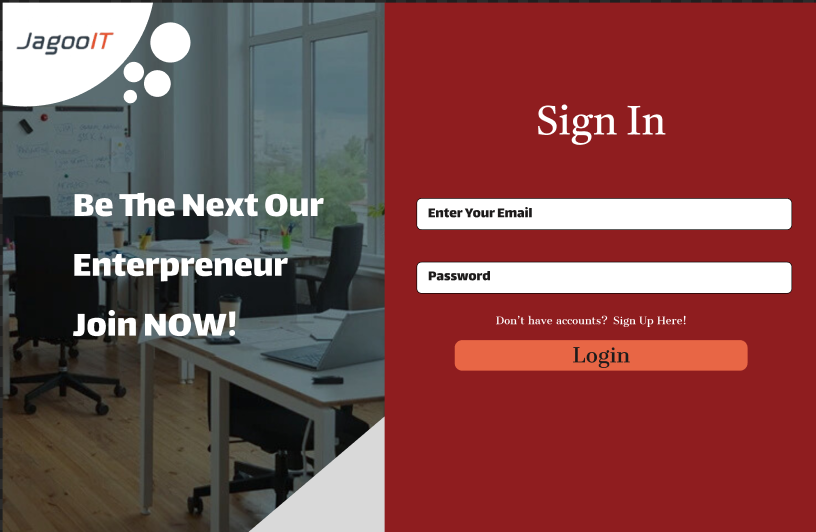 JagooIT
Be The Next Our
Enterpreneur
Join NOW!
Sign In
Enter Your Email
Password
Don't have accounts? Sign Up Here!
Login